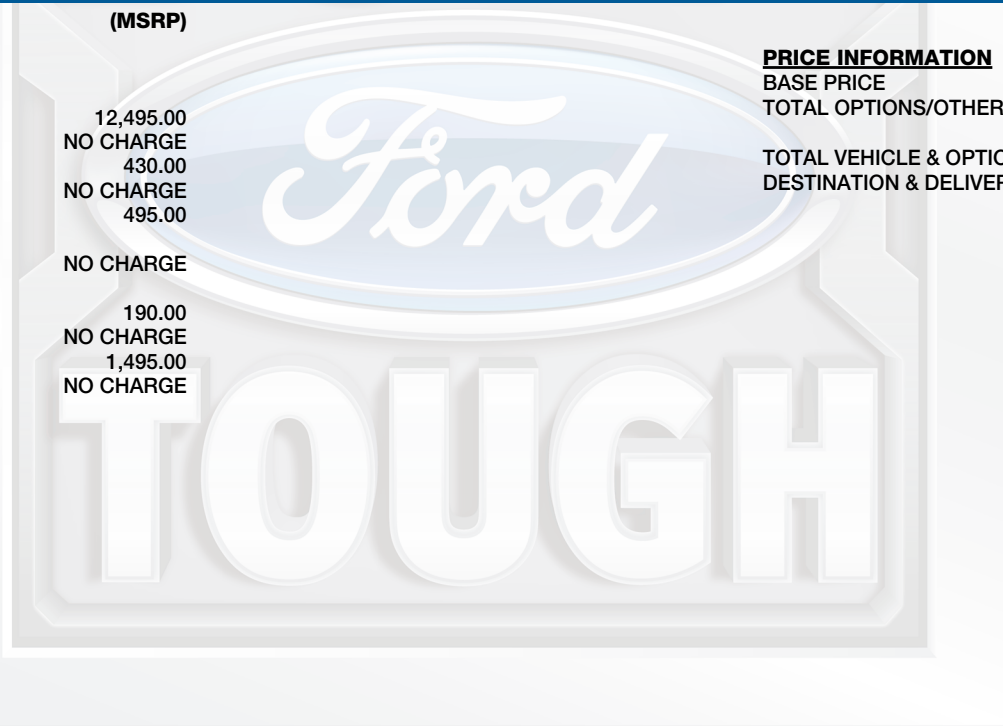 (MSRP)
12,495.00
NO CHARGE
430.00
NO CHARGE
495.00
NO CHARGE
190.00
NO CHARGE
1,495.00
NO CHARGE
PRICE INFORMATION
BASE PRICE
TOTAL OPTIONS/OTHER
TOTAL VEHICLE & OPTIO
DESTINATION & DELIVER
Ford
TOUGH